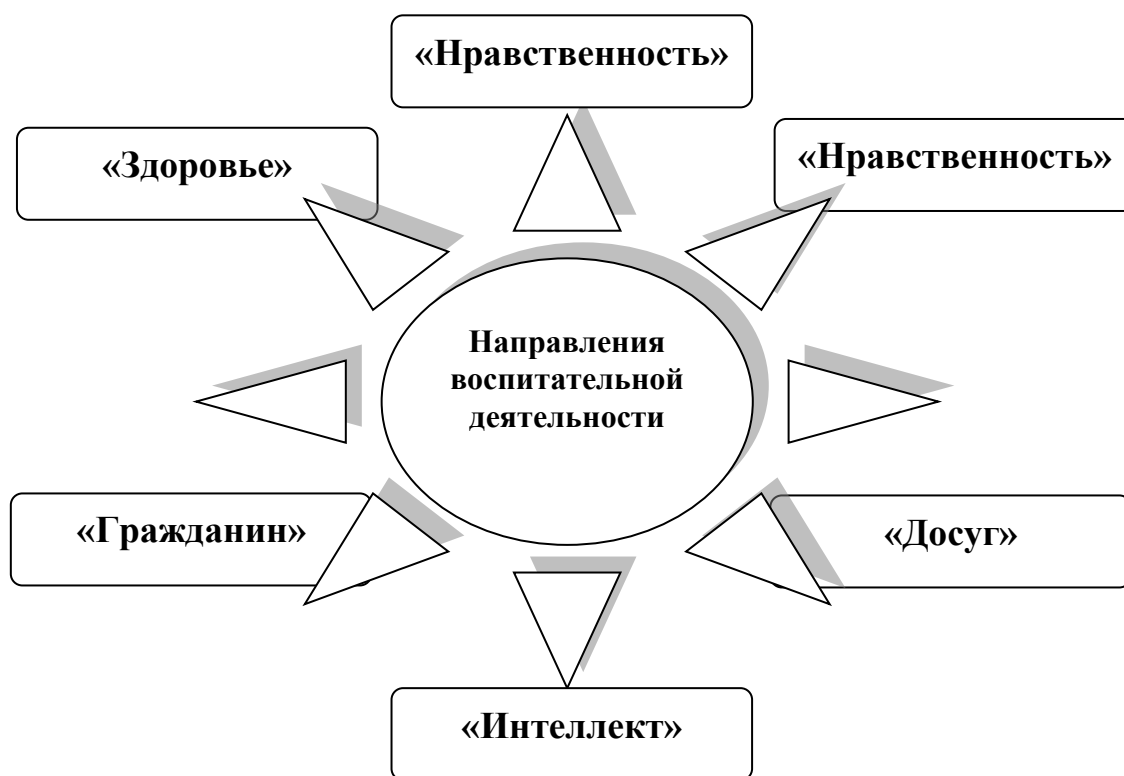 «Нравственность»
«Здоровье»
«Нравственность»
Направления
воспитательной
деятельности
«Гражданин»
«Досуг»
«Интеллект»